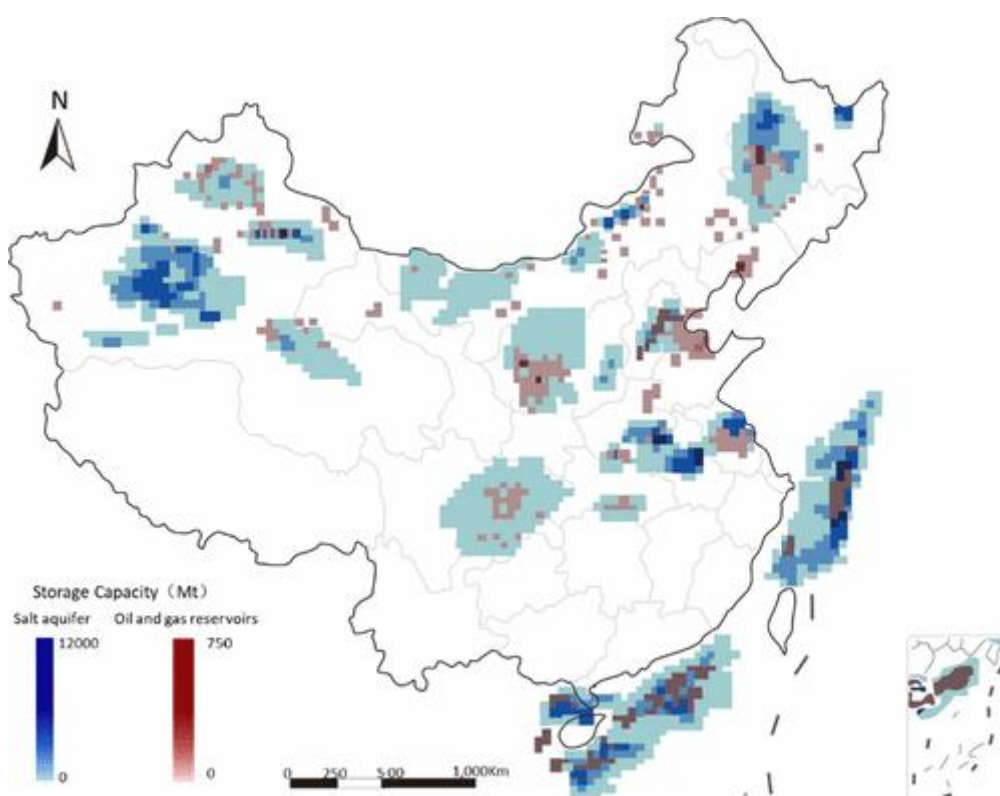 N
Storage Capacity（Mt）
Salt aquifer Oil and gas reservoirs
12000 750
0 0
0 250 500 1,000Km